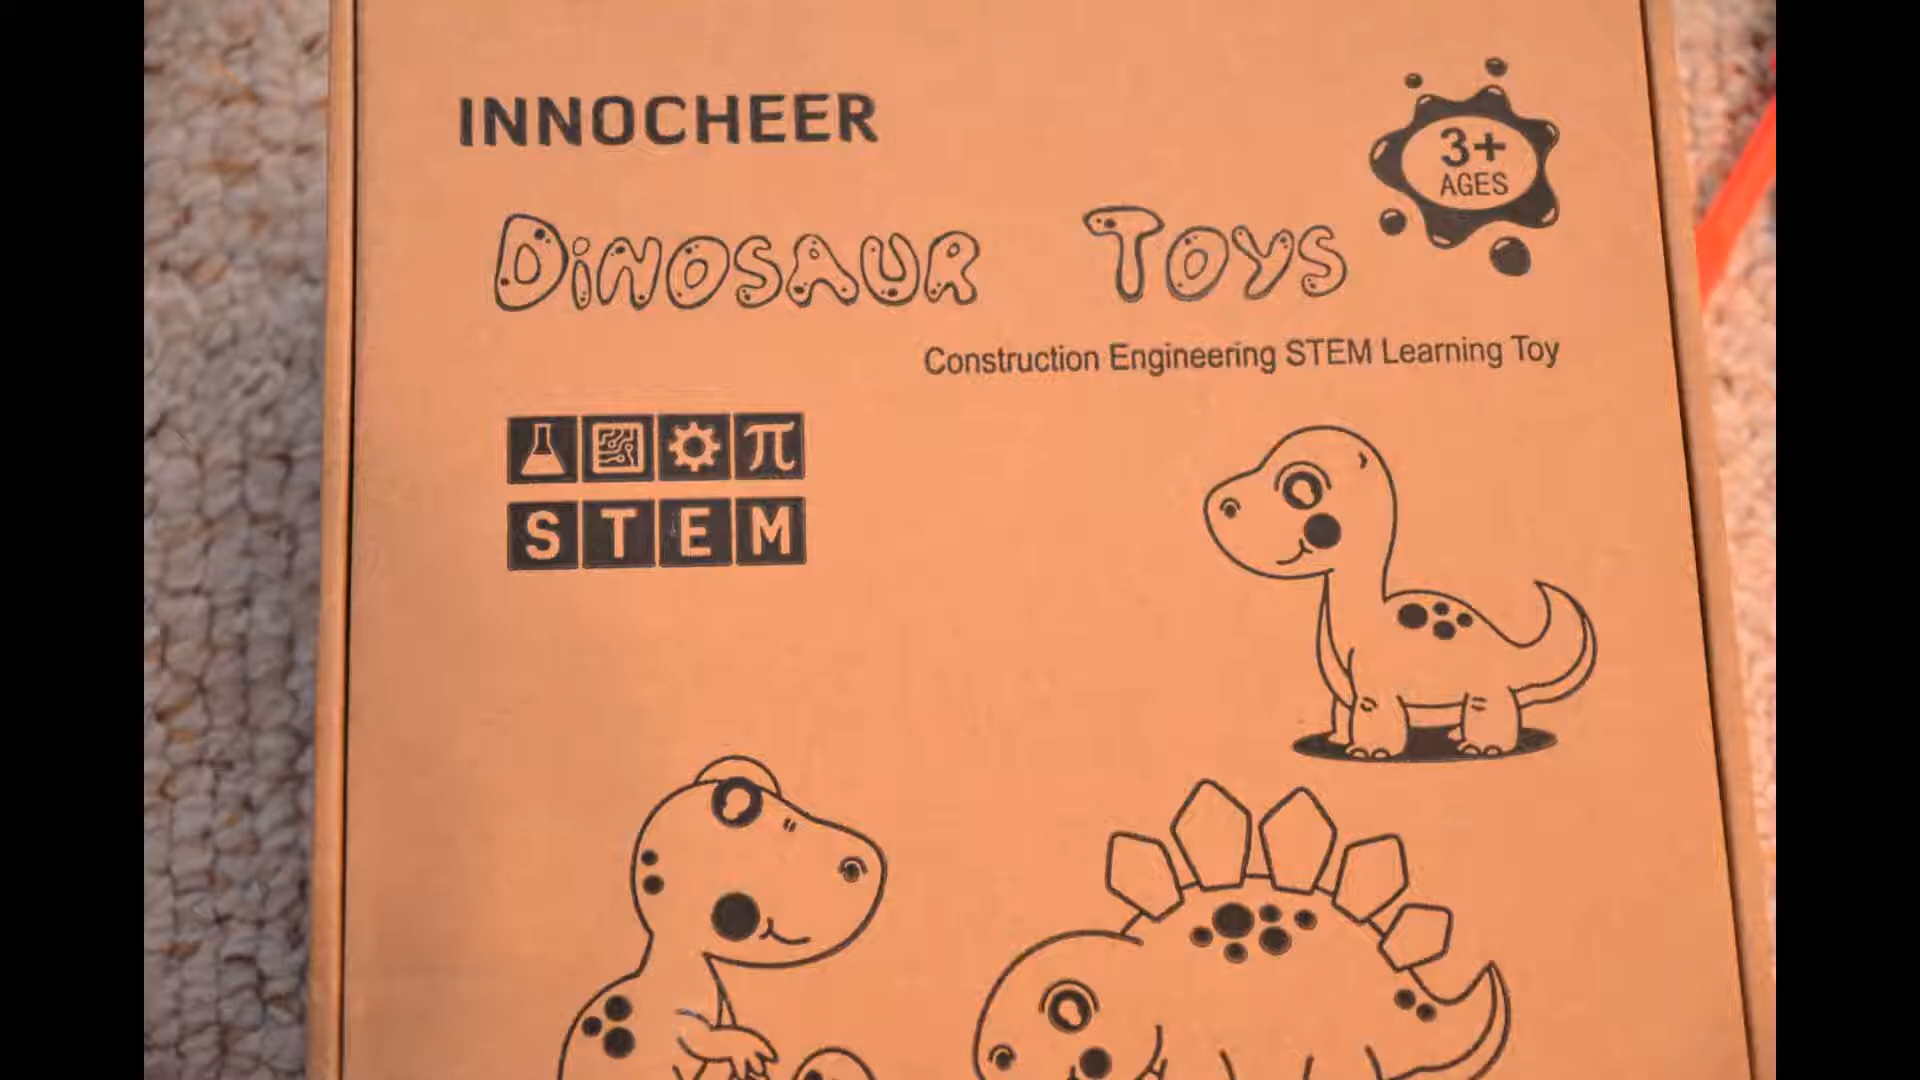 INNOCHEER
3+
AGES
DiNOSAUR TOYS
Construction Engineering STEM Learning Toy
π
STEM